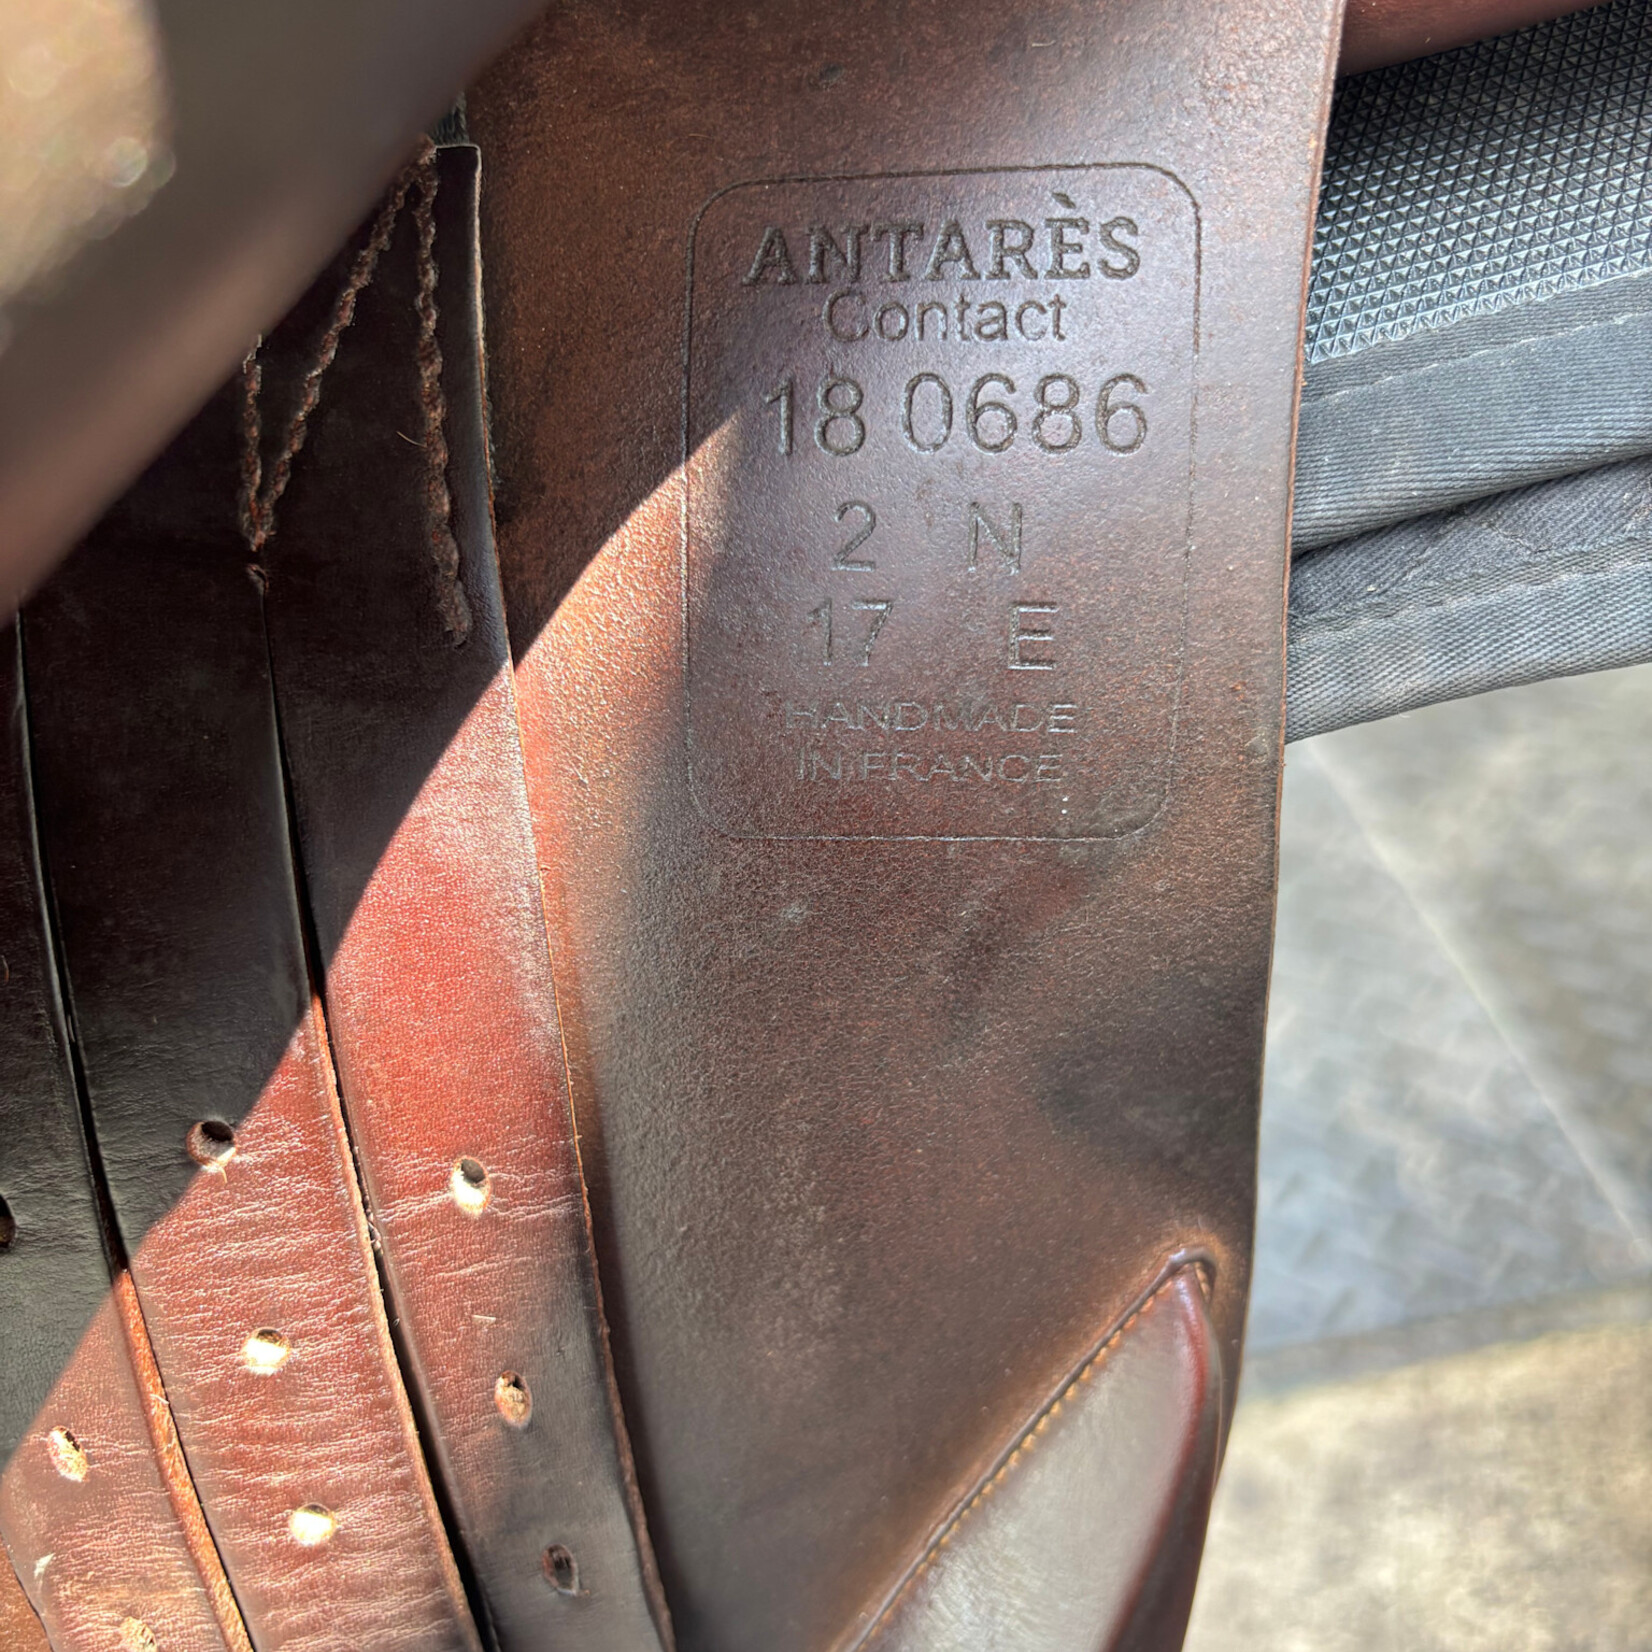 ANTARÈS
Contact
18 0686
2 N
17 E
HANDMADE
IN FRANCE